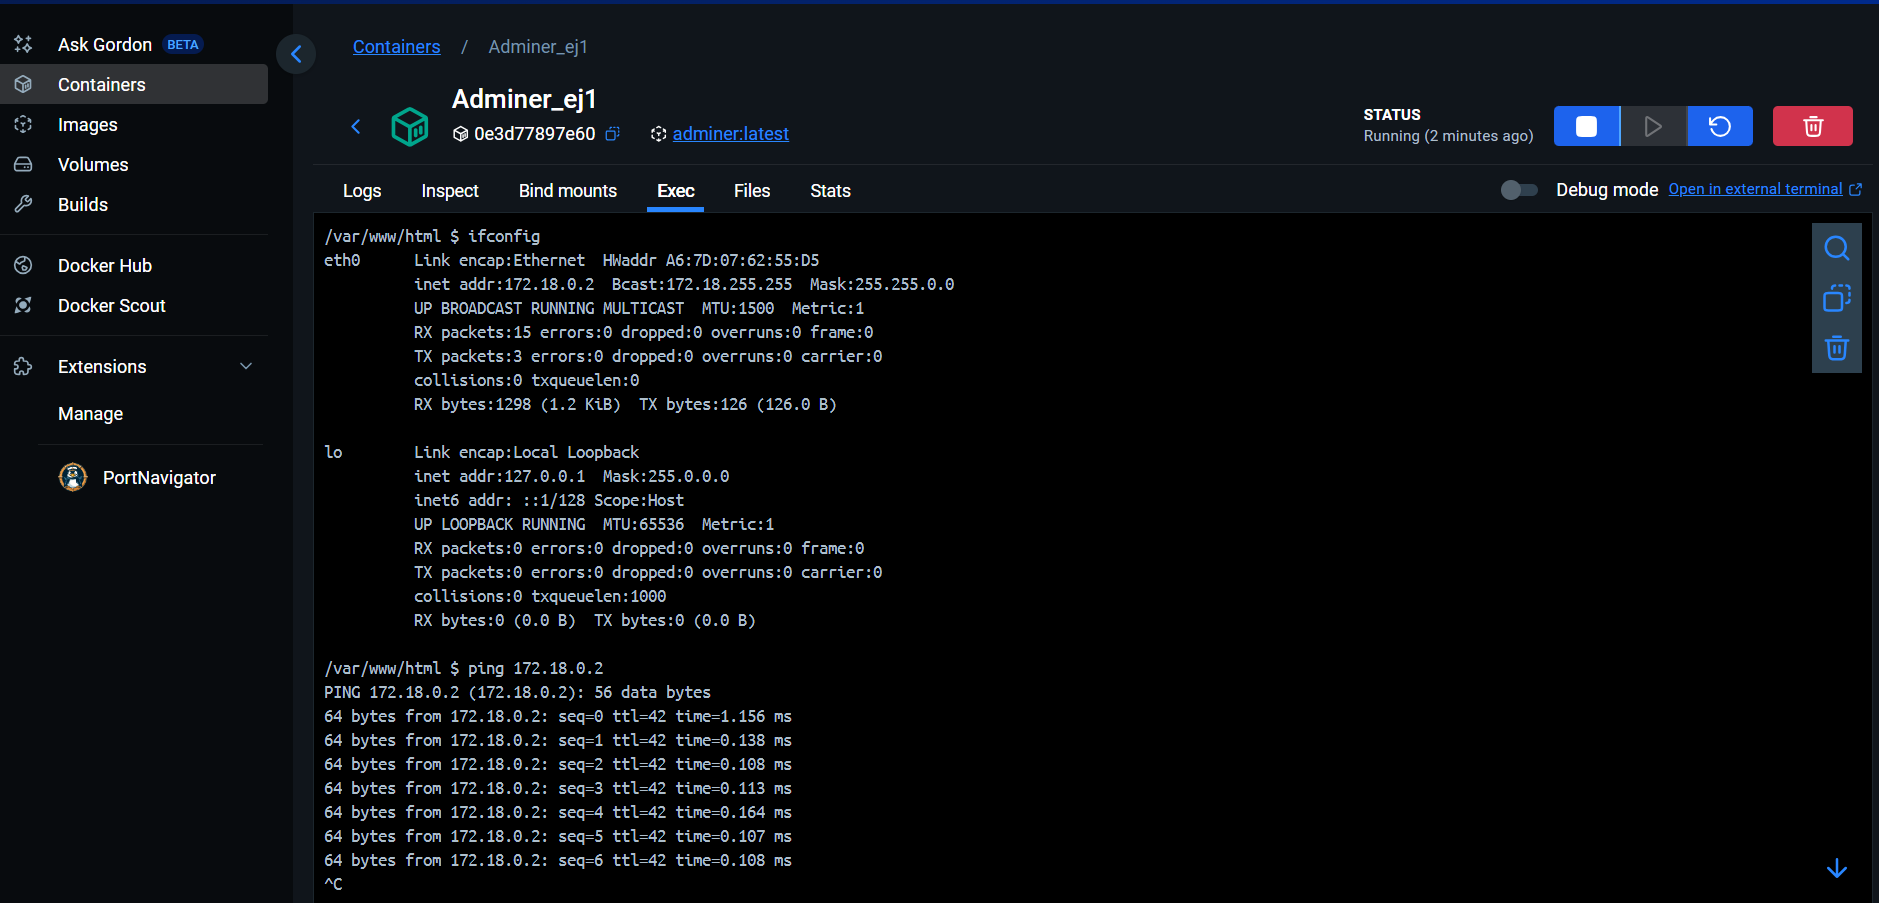 Ask Gordon BETA
Containers
Images
Volumes
Builds
Docker Hub
Docker Scout
Extensions
Manage
PortNavigator
Containers / Adminer_ej1
Adminer_ej1
0e3d77897e60 adminer:latest
STATUS
Running (2 minutes ago)
Logs Inspect Bind mounts Exec Files Stats
Debug mode Open in external terminal
/var/www/html $ ifconfig
eth0      Link encap:Ethernet  HWaddr A6:7D:07:62:55:D5
          inet addr:172.18.0.2  Bcast:172.18.255.255  Mask:255.255.0.0
          UP BROADCAST RUNNING MULTICAST  MTU:1500  Metric:1
          RX packets:15 errors:0 dropped:0 overruns:0 frame:0
          TX packets:3 errors:0 dropped:0 overruns:0 carrier:0
          collisions:0 txqueuelen:0
          RX bytes:1298 (1.2 KiB)  TX bytes:126 (126.0 B)
lo        Link encap:Local Loopback
          inet addr:127.0.0.1  Mask:255.0.0.0
          inet6 addr: ::1/128 Scope:Host
          UP LOOPBACK RUNNING  MTU:65536  Metric:1
          RX packets:0 errors:0 dropped:0 overruns:0 frame:0
          TX packets:0 errors:0 dropped:0 overruns:0 carrier:0
          collisions:0 txqueuelen:1000
          RX bytes:0 (0.0 B)  TX bytes:0 (0.0 B)
/var/www/html $ ping 172.18.0.2
PING 172.18.0.2 (172.18.0.2): 56 data bytes
64 bytes from 172.18.0.2: seq=0 ttl=42 time=1.156 ms
64 bytes from 172.18.0.2: seq=1 ttl=42 time=0.138 ms
64 bytes from 172.18.0.2: seq=2 ttl=42 time=0.108 ms
64 bytes from 172.18.0.2: seq=3 ttl=42 time=0.113 ms
64 bytes from 172.18.0.2: seq=4 ttl=42 time=0.164 ms
64 bytes from 172.18.0.2: seq=5 ttl=42 time=0.107 ms
64 bytes from 172.18.0.2: seq=6 ttl=42 time=0.108 ms
^C